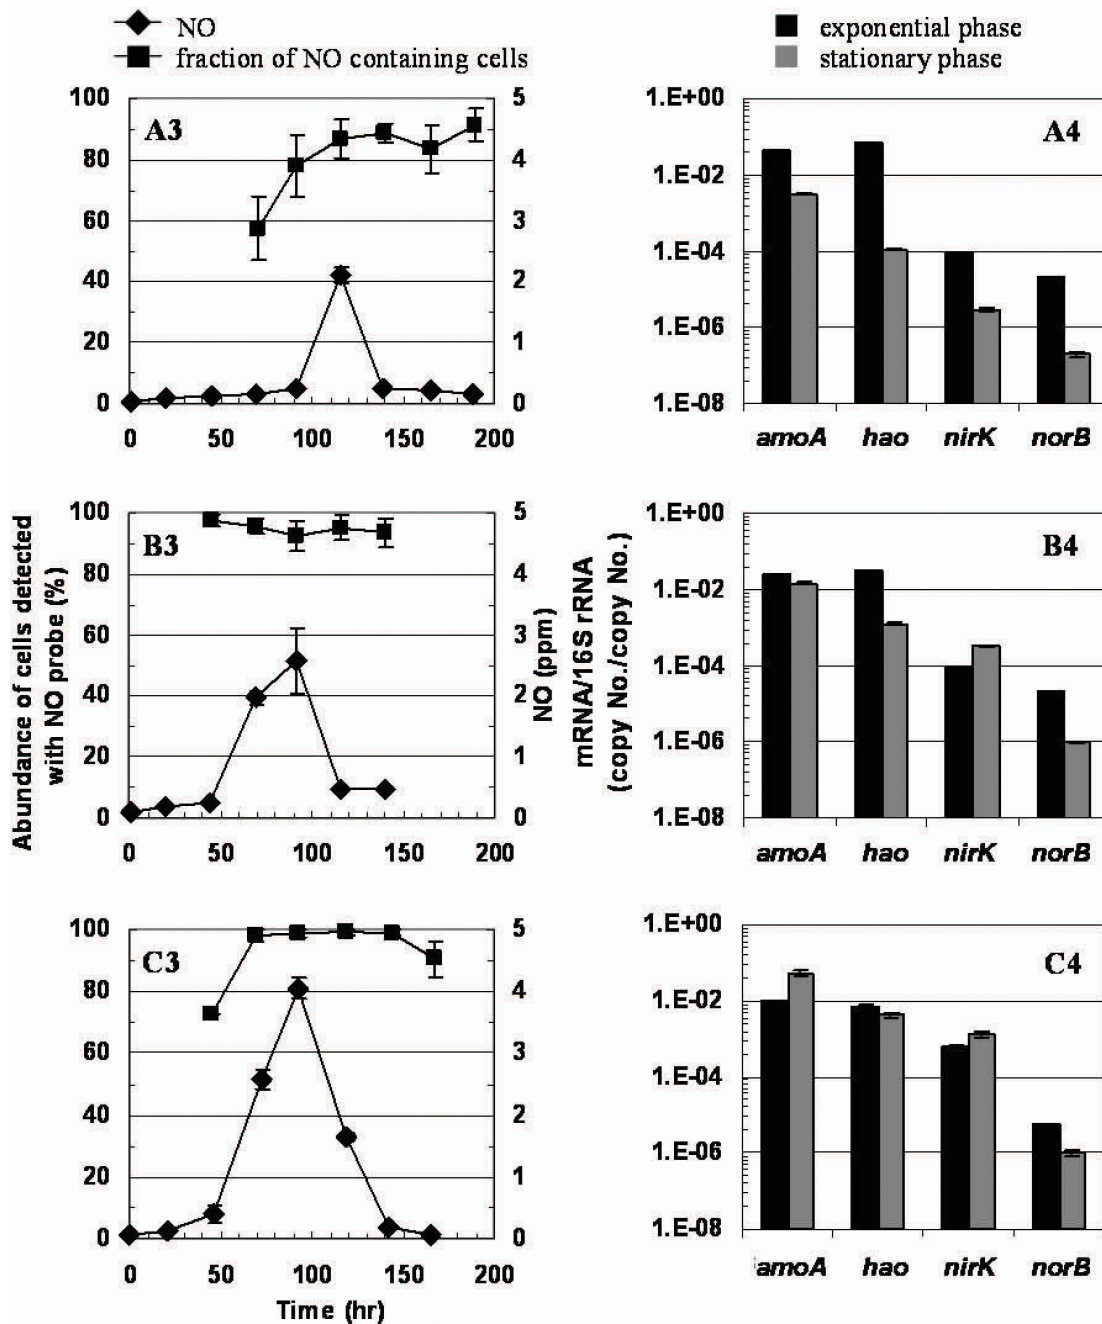 NO
fraction of NO containing cells
exponential phase
stationary phase
A3
100
80
60
40
20
0
5
4
3
2
1
0
0 50 100 150 200
A4
1.E+00
1.E-02
1.E-04
1.E-06
1.E-08
amoA hao nirK norB
B3
100
80
60
40
20
0
5
4
3
2
1
0
0 50 100 150 200
Abundance of cells detected
with NO probe (%)
NO (ppm)
mRNA/16S rRNA
(copy No./copy No.)
B4
1.E+00
1.E-02
1.E-04
1.E-06
1.E-08
amoA hao nirK norB
C3
100
80
60
40
20
0
5
4
3
2
1
0
0 50 100 150 200
Time (hr)
C4
1.E+00
1.E-02
1.E-04
1.E-06
1.E-08
amoA hao nirK norB